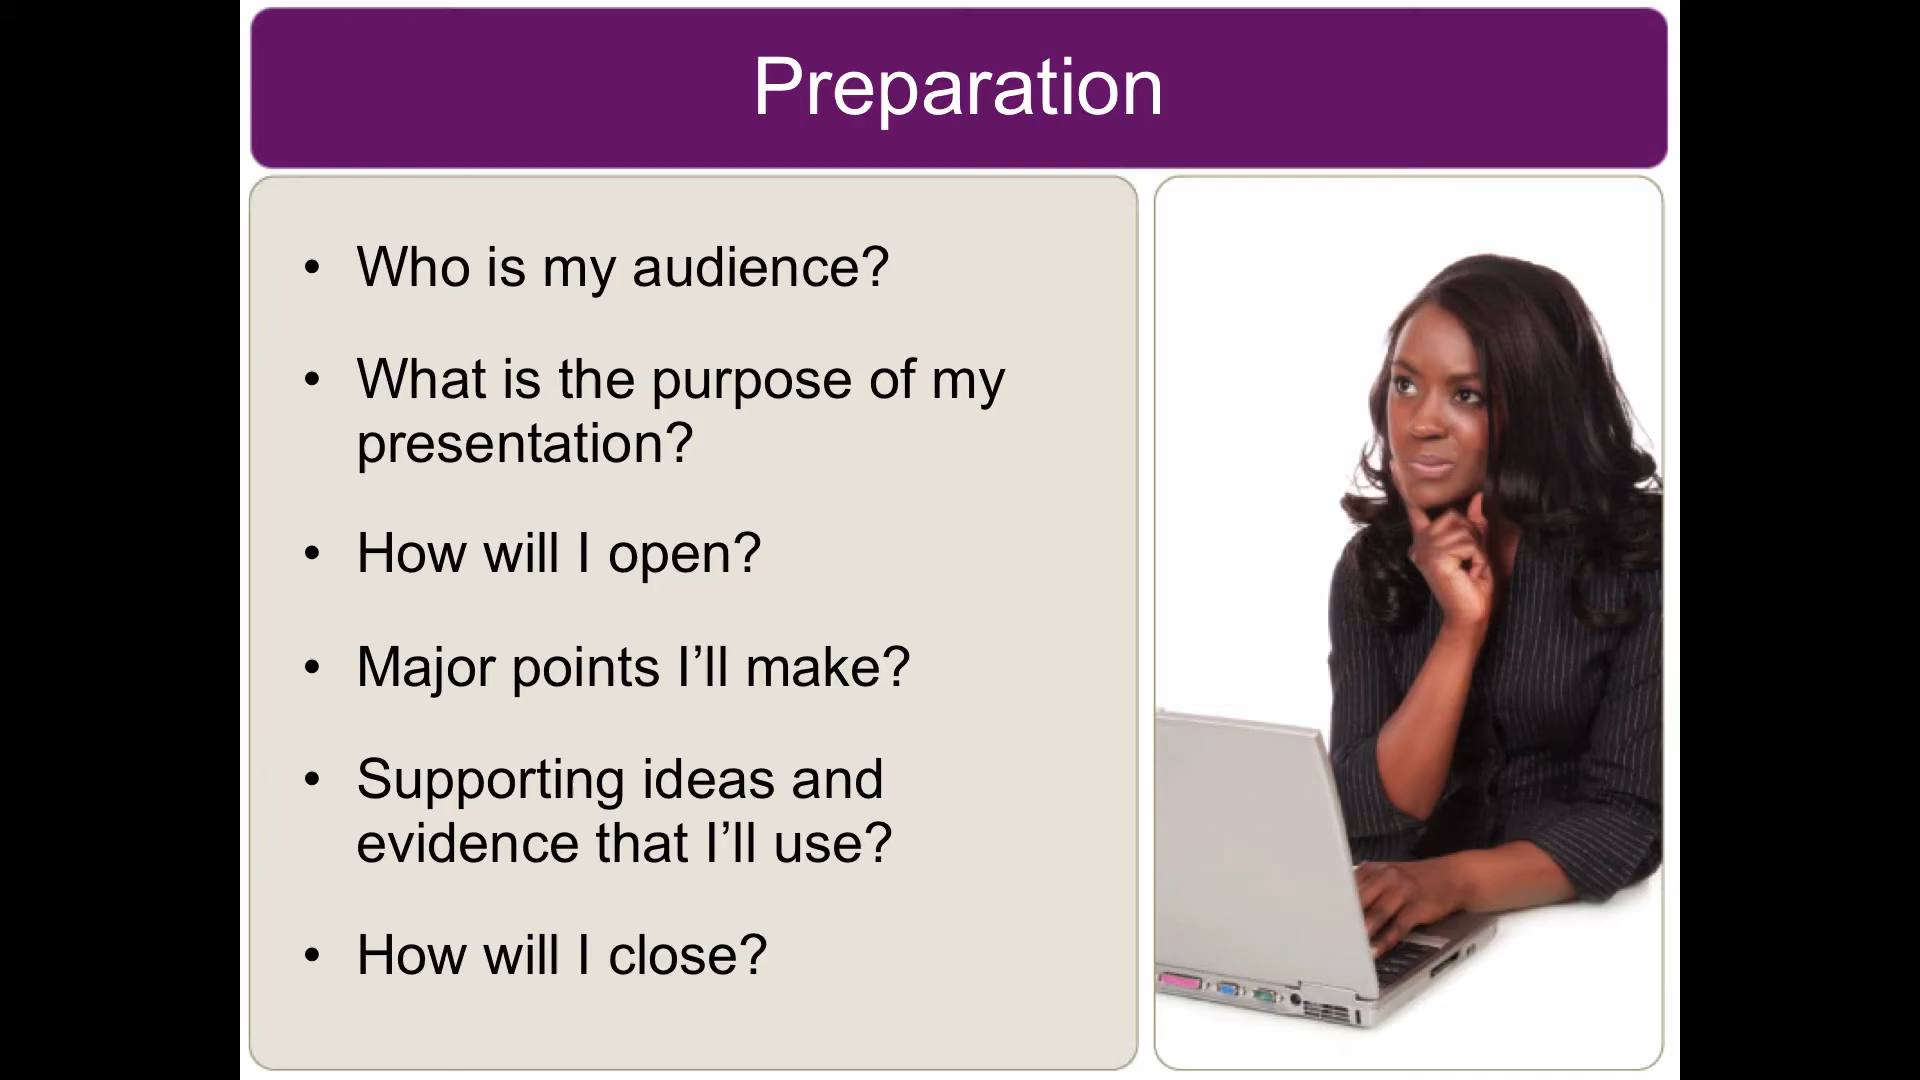 Preparation
• Who is my audience?
• What is the purpose of my
presentation?
• How will I open?
• Major points I’ll make?
• Supporting ideas and
evidence that I’ll use?
• How will I close?